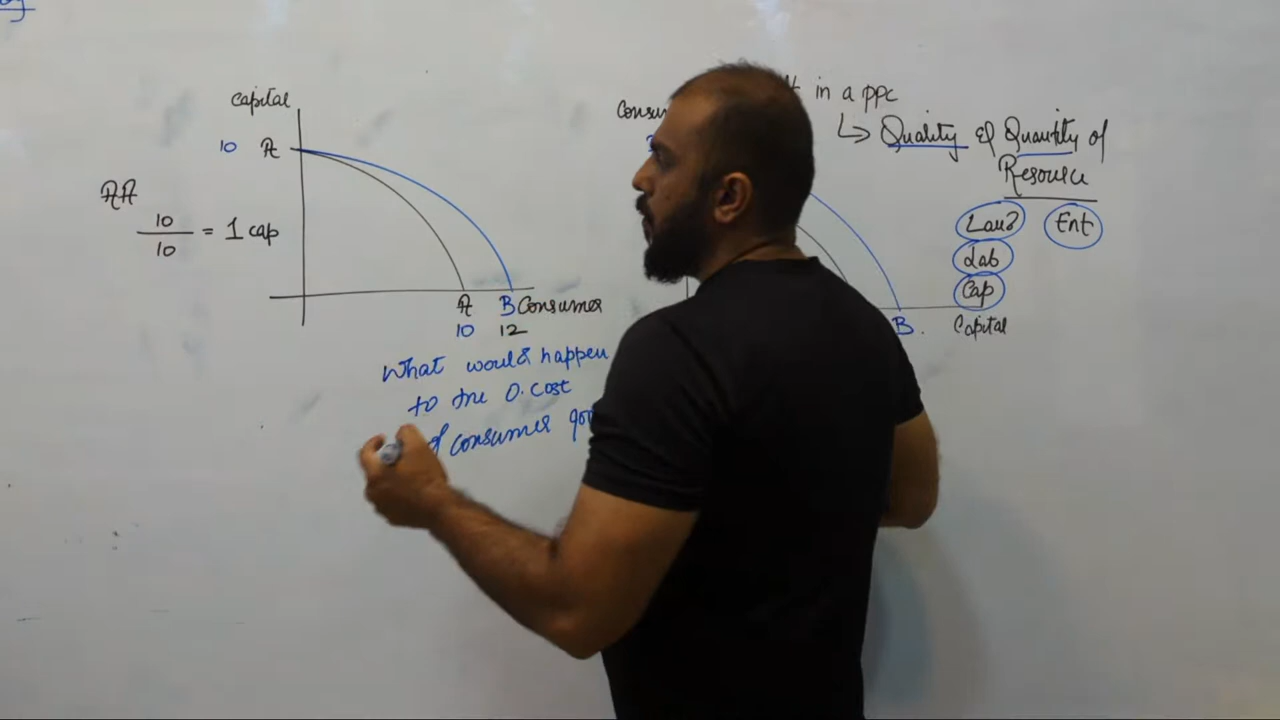 capital
10 A
AA
10
10
= 1 cap
A B Consumer
10 12
What would happen
to the O. cost
of consumer
in a ppc
↳ Quality & Quantity of
Resource
Land Ent
Lab
Cap
B. Capital